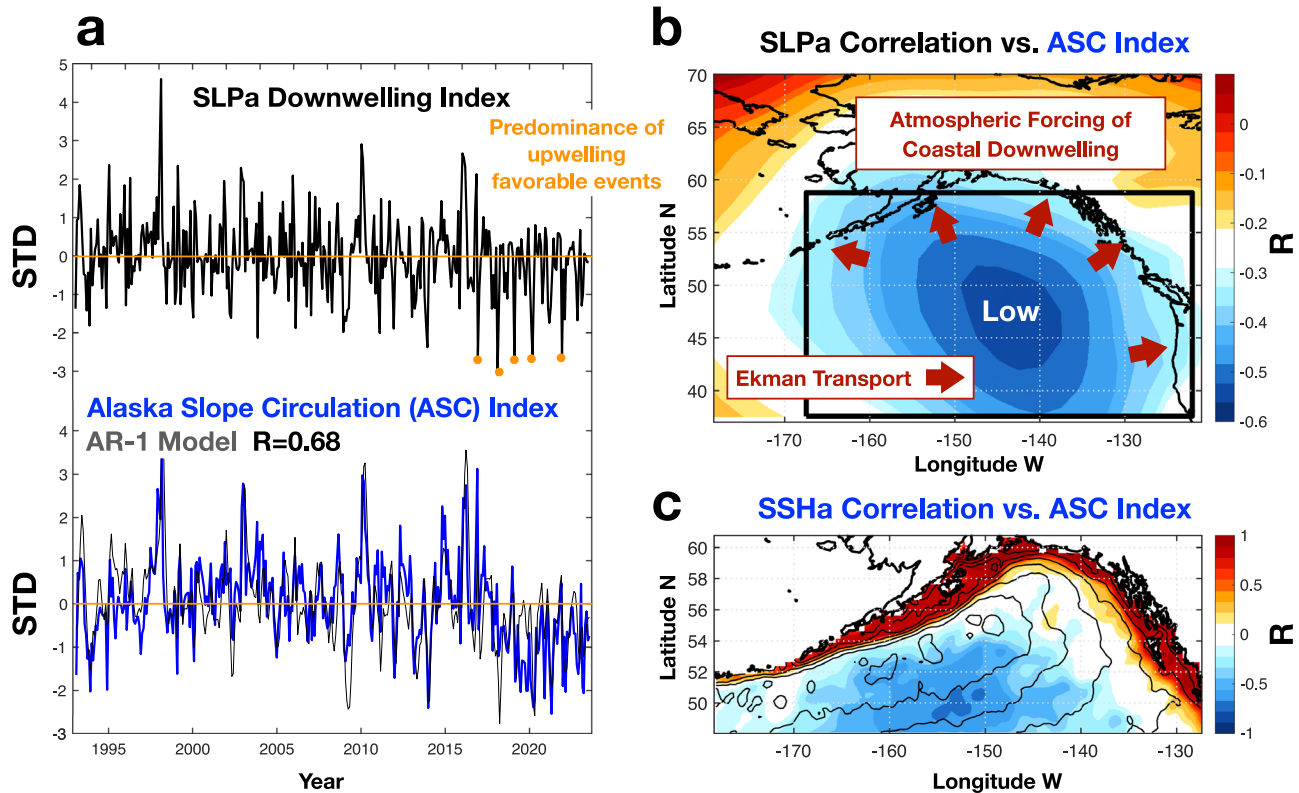 a
SLPa Downwelling Index
Predominance of
upwelling
favorable events
STD
5
4
3
2
1
0
-1
-2
-3
Alaska Slope Circulation (ASC) Index
AR-1 Model R=0.68
STD
4
3
2
1
0
-1
-2
-3
1995 2000 2005 2010 2015 2020
Year
b
SLPa Correlation vs. ASC Index
Atmospheric Forcing of
Coastal Downwelling
Low
Ekman Transport
Latitude N
70
65
60
55
50
45
40
-170 -160 -150 -140 -130
Longitude W
0
-0.1
-0.2
-0.3
-0.4
-0.5
-0.6
R
c
SSHa Correlation vs. ASC Index
Latitude N
60
58
56
54
52
50
-170 -160 -150 -140 -130
Longitude W
1
0.5
0
-0.5
-1
R